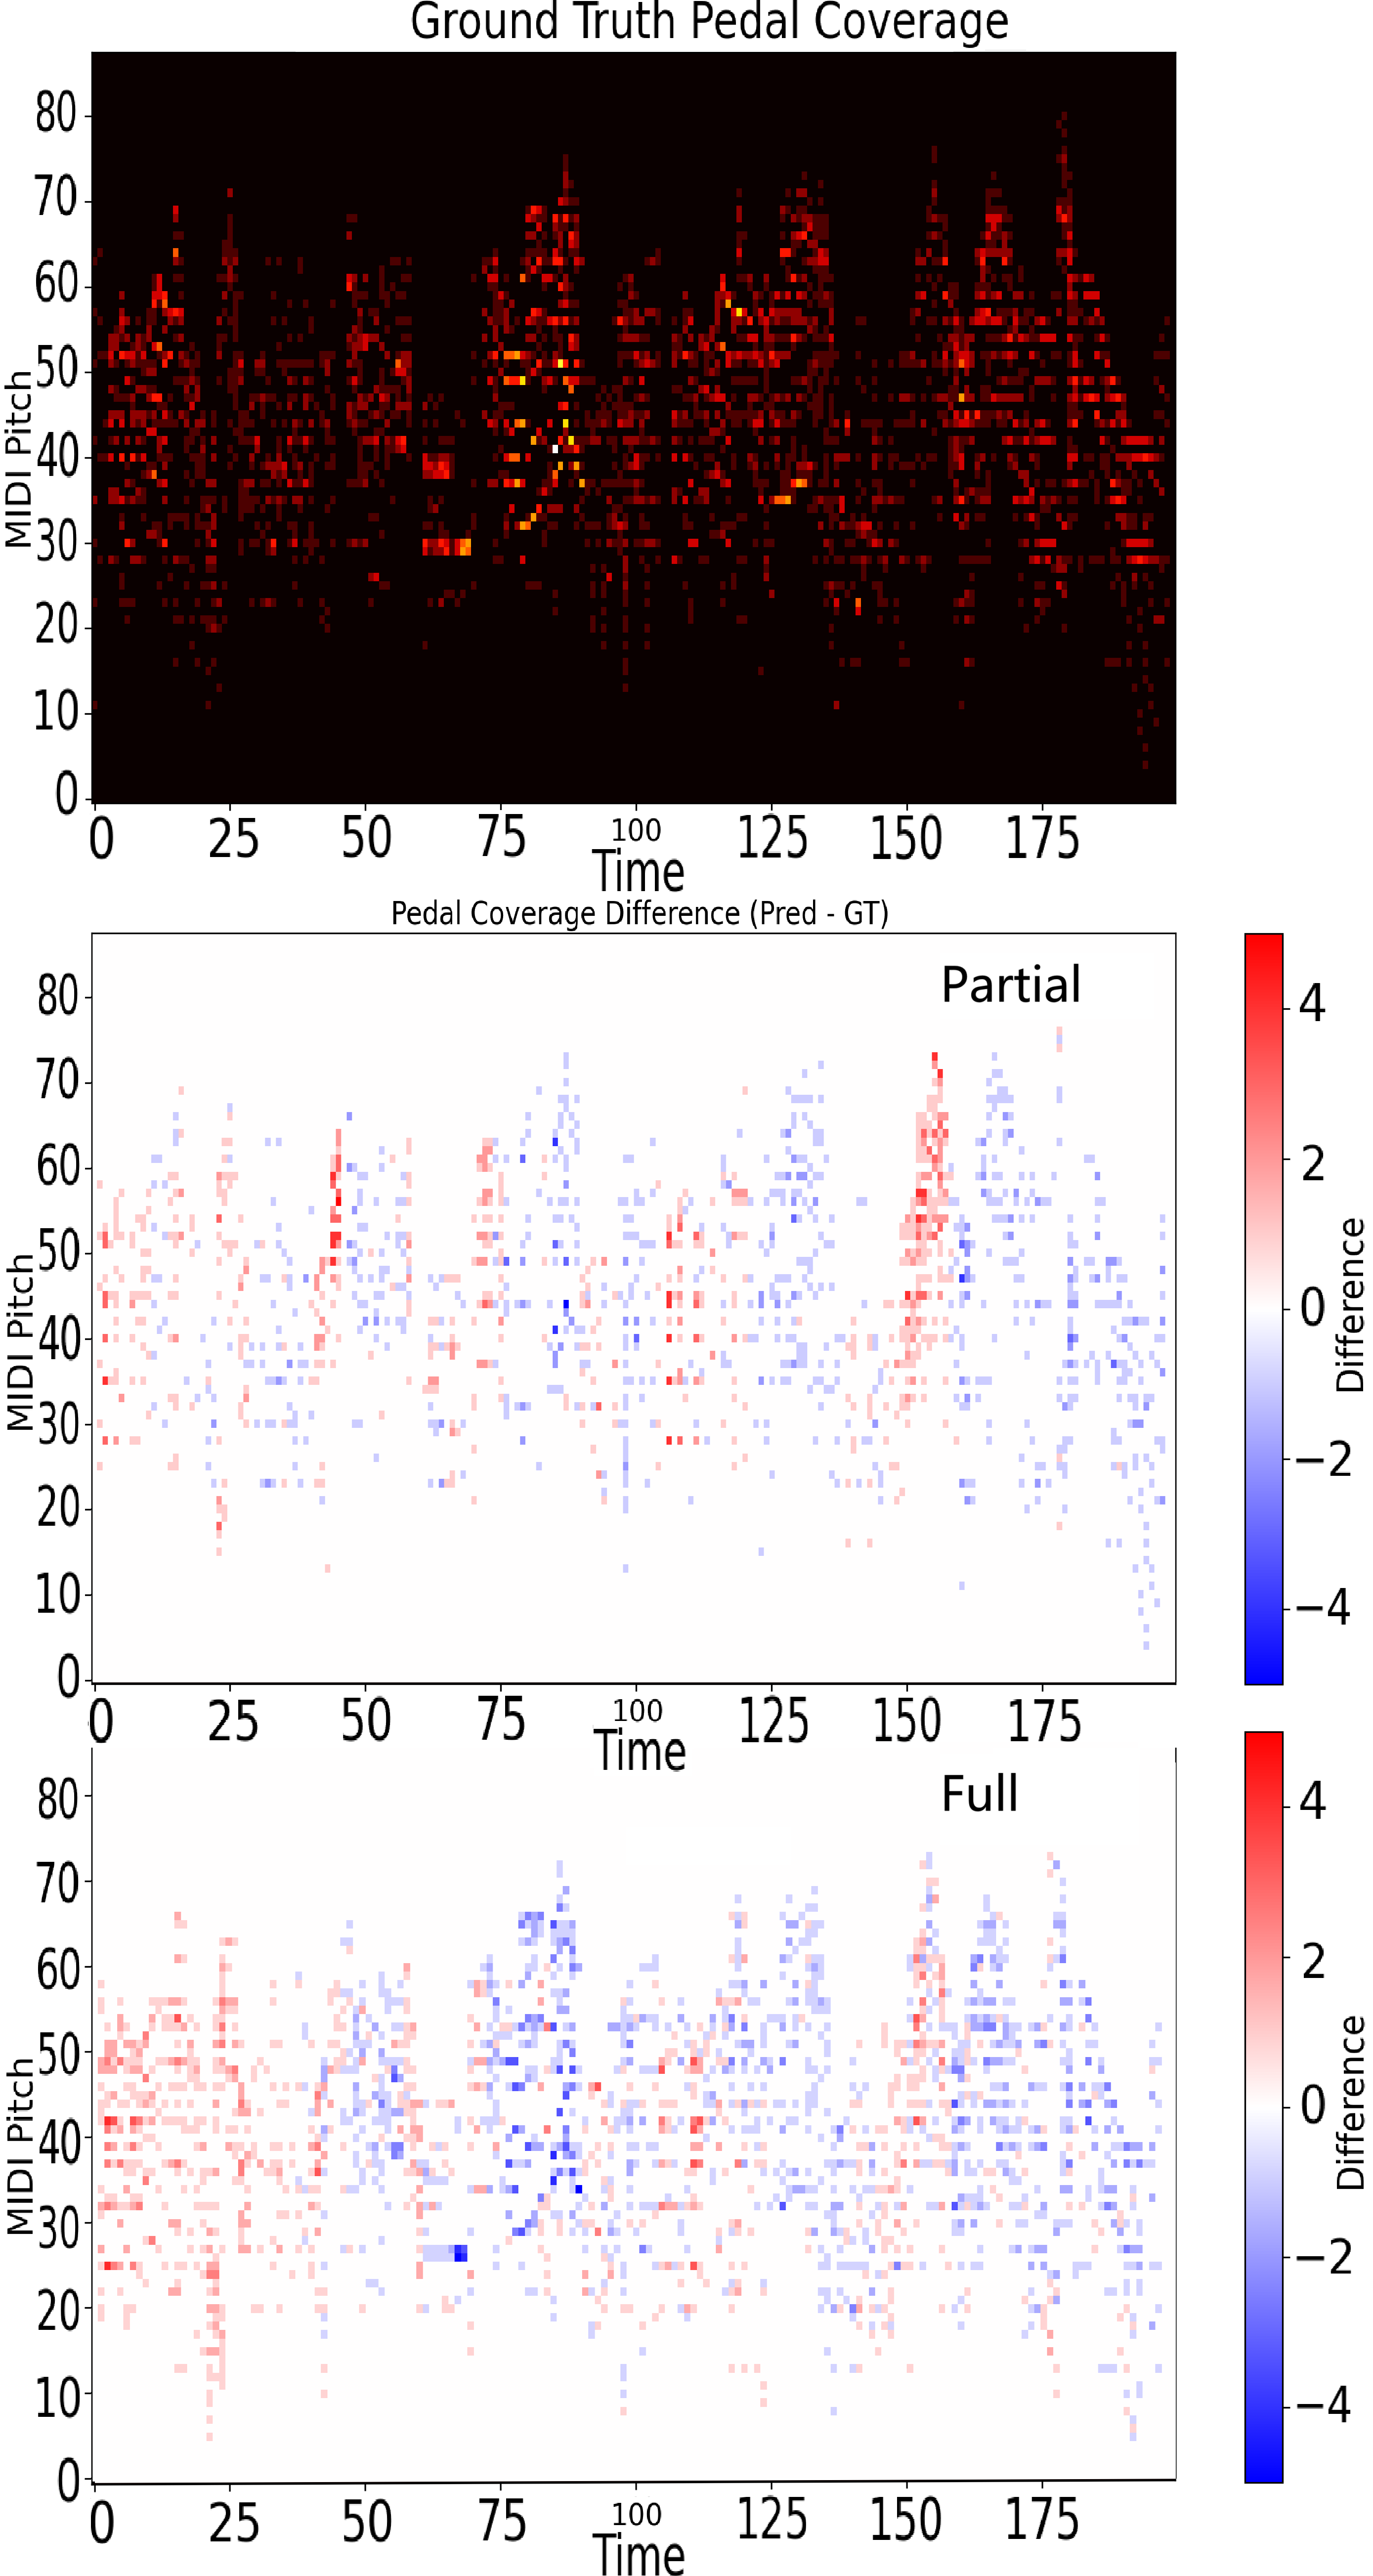 Ground Truth Pedal Coverage
80
70
60
50
40
30
20
10
0
MIDI Pitch
0 25 50 75 100 125 150 175
Time
Pedal Coverage Difference (Pred - GT)
Partial
80
70
60
50
40
30
20
10
0
MIDI Pitch
0 25 50 75 100 125 150 175
Time
4
2
0
−2
−4
Difference
Full
80
70
60
50
40
30
20
10
0
MIDI Pitch
0 25 50 75 100 125 150 175
Time
4
2
0
−2
−4
Difference